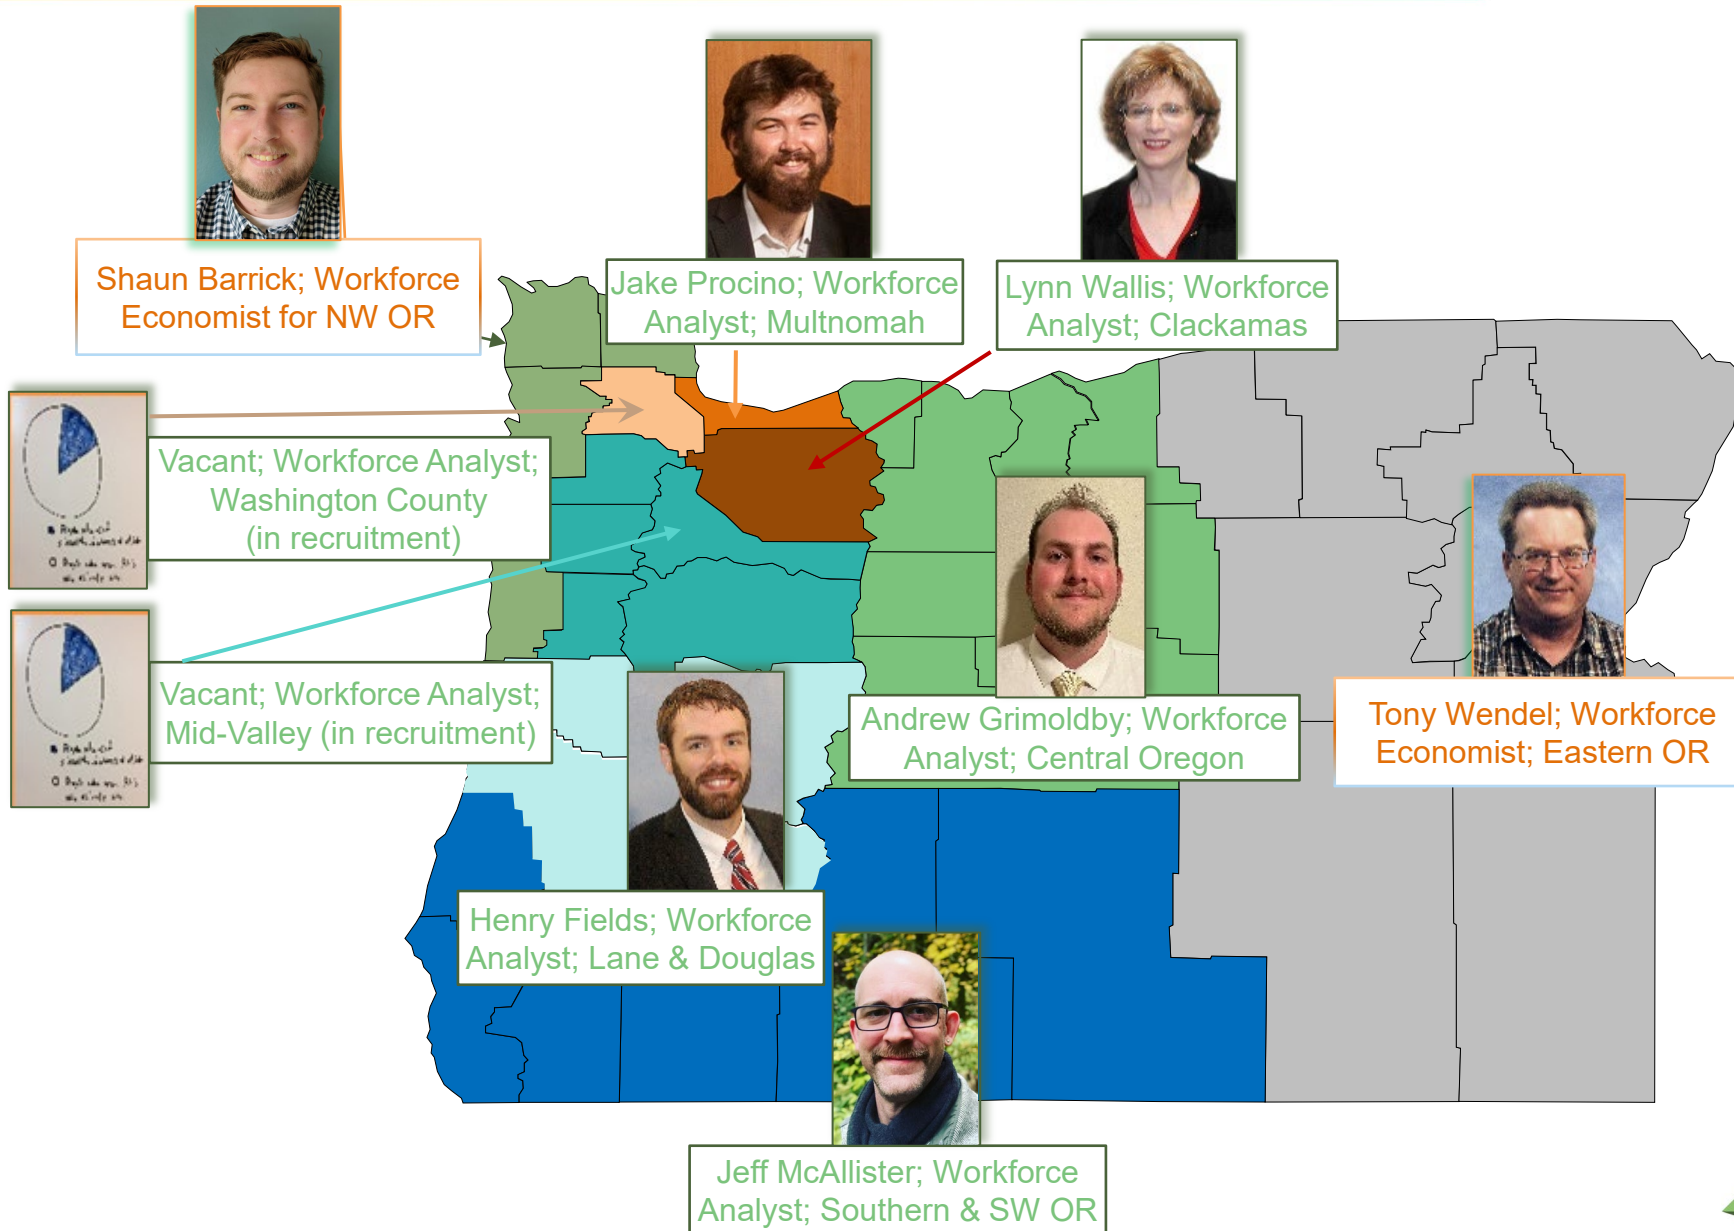 Shaun Barrick; Workforce
Economist for NW OR
Jake Procino; Workforce
Analyst; Multnomah
Lynn Wallis; Workforce
Analyst; Clackamas
Vacant; Workforce Analyst;
Washington County
(in recruitment)
Vacant; Workforce Analyst;
Mid-Valley (in recruitment)
Andrew Grimoldby; Workforce
Analyst; Central Oregon
Tony Wendel; Workforce
Economist; Eastern OR
Henry Fields; Workforce
Analyst; Lane & Douglas
Jeff McAllister; Workforce
Analyst; Southern & SW OR